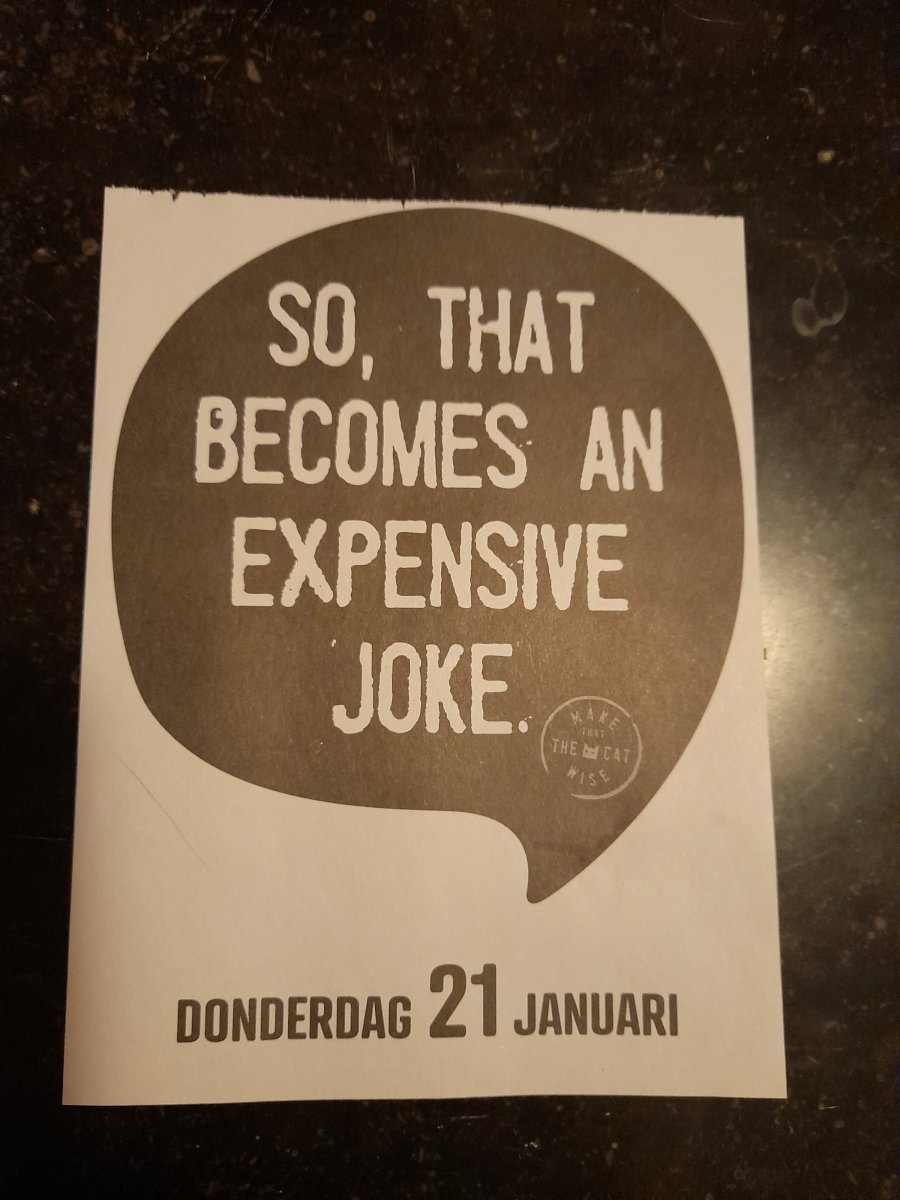 SO, THAT
BECOMES AN
EXPENSIVE
JOKE.
MAKE
THAT
THE CAT
WISE
DONDERDAG 21 JANUARI